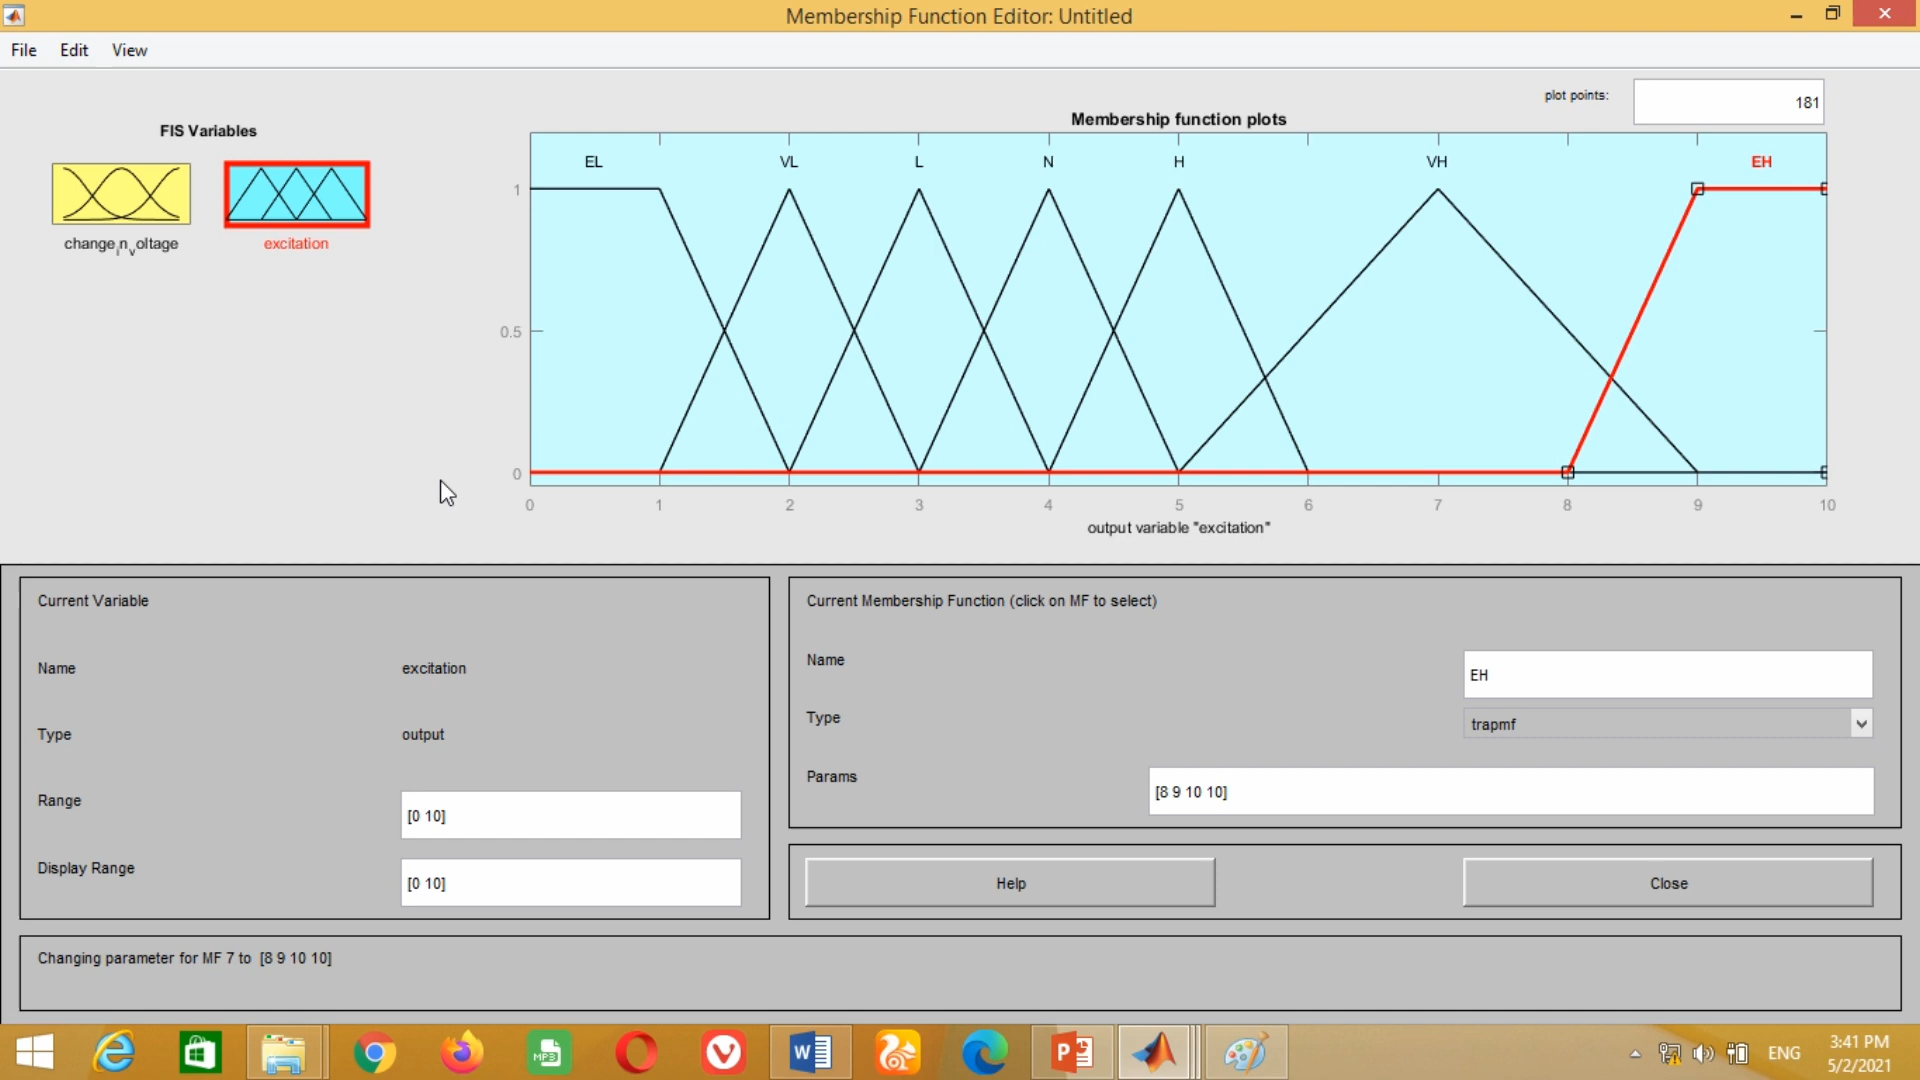 Membership Function Editor: Untitled
File Edit View
plot points: 181
FIS Variables
Membership function plots
EL VL L N H VH EH
1
0.5
0
change_in_voltage
excitation
0 1 2 3 4 5 6 7 8 9 10
output variable "excitation"
Current Variable
Name excitation
Type output
Range [0 10]
Display Range [0 10]
Current Membership Function (click on MF to select)
Name EH
Type trapmf
Params [8 9 10 10]
Help Close
Changing parameter for MF 7 to [8 9 10 10]
MP3
W
P
ENG
3:41 PM
5/2/2021